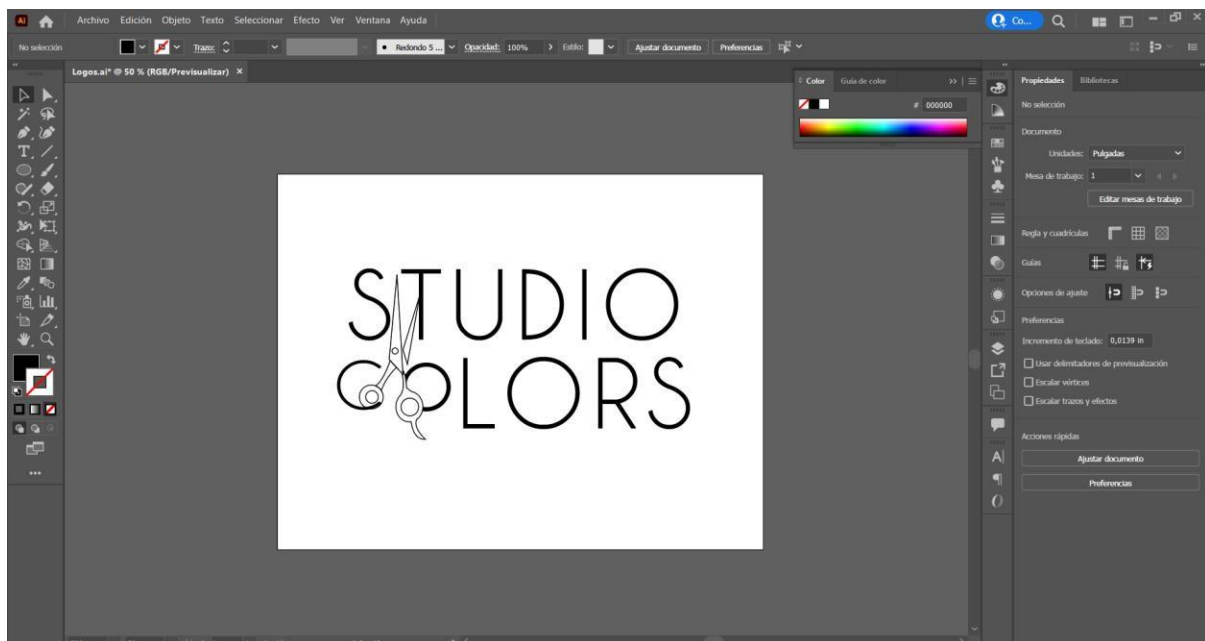 Ai Archivo Edición Objeto Texto Seleccionar Efecto Ver Ventana Ayuda Co...
No selección Trazo: Redondo 5 ... Opacidad: 100% Estilo: Ajustar documento Preferencias
Logos.ai* @ 50 % (RGB/Previsualizar) ×
Color Guía de color
# 000000
Propiedades Bibliotecas
No selección
Documento
Unidades: Pulgadas
Mesa de trabajo: 1
Editar mesas de trabajo
Regla y cuadrículas
Guías
Opciones de ajuste
Preferencias
Incremento de teclado: 0,0139 in
Usar delimitadores de previsualización
Escalar vértices
Escalar trazos y efectos
Acciones rápidas
Ajustar documento
Preferencias
STUDIO
COLORS